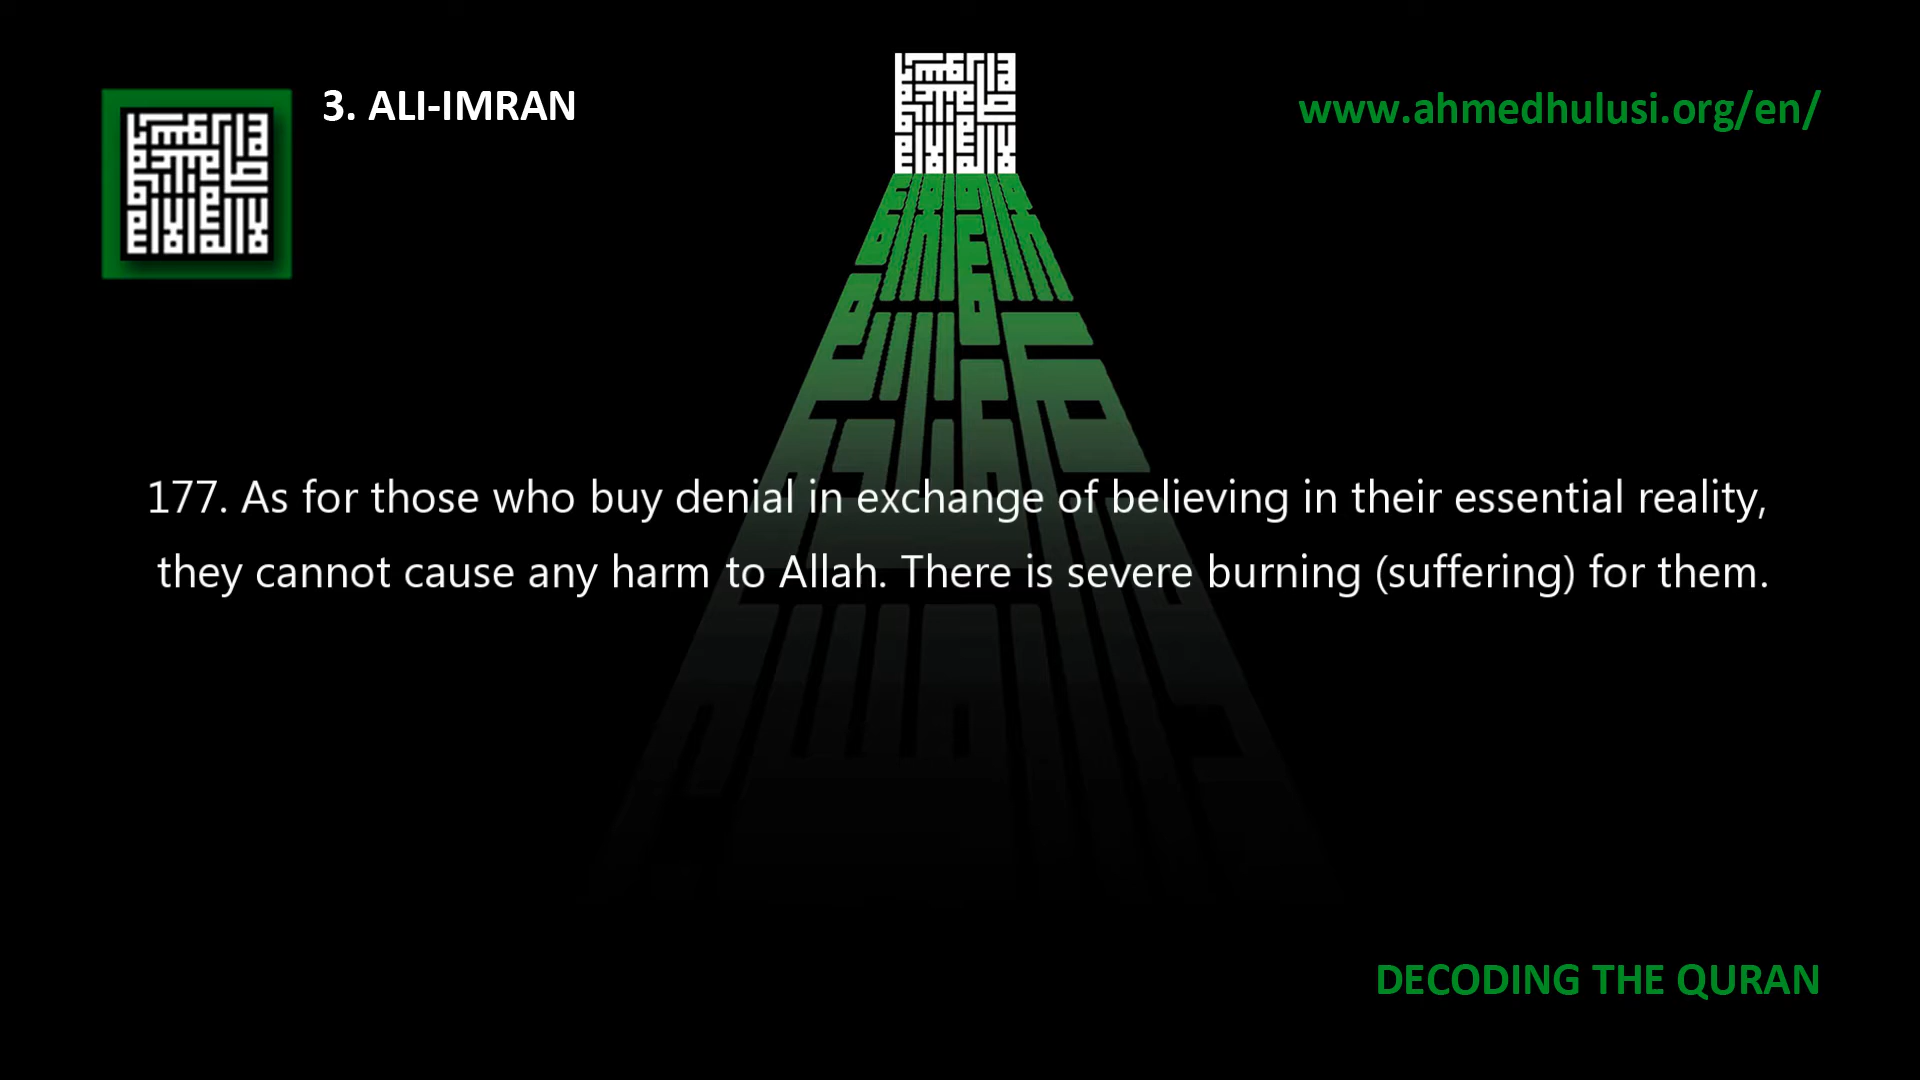 3. ALI-IMRAN
www.ahmedhulusi.org/en/
177. As for those who buy denial in exchange of believing in their essential reality,
they cannot cause any harm to Allah. There is severe burning (suffering) for them.
DECODING THE QURAN